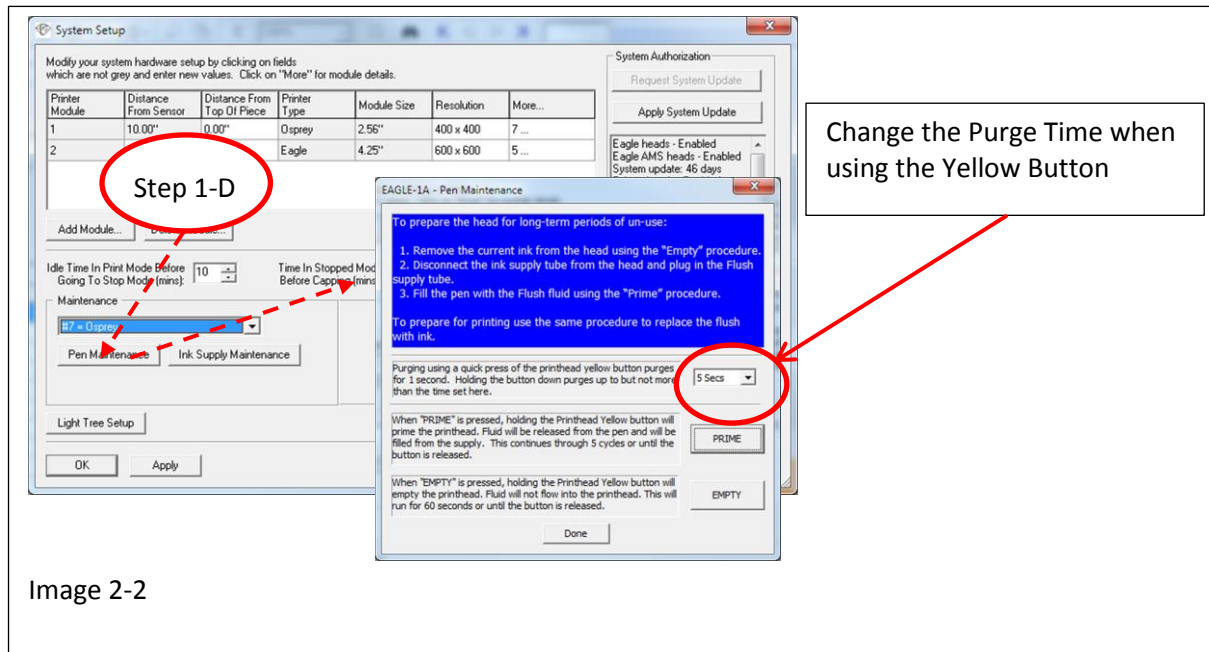 System Setup
Modify your system hardware setup by clicking on fields
which are not grey and enter new values. Click on "More" for module details.
Printer Module
Distance From Sensor
Distance From Top Of Piece
Printer Type
Module Size
Resolution
More...
1 10.00" 0.00" Osprey 2.56" 400 x 400 7 ...
2 Eagle 4.25" 600 x 600 5 ...
System Authorization
Request System Update
Apply System Update
Eagle heads - Enabled
Eagle AMS heads - Enabled
System update: 46 days
Step 1-D
Add Module...
Idle Time In Print Mode Before
Going To Stop Mode (mins): 10
Time In Stopped Mod
Before Capping (mins
Maintenance
#7 = Osprey
Pen Maintenance
Ink Supply Maintenance
Light Tree Setup
OK
Apply
EAGLE-1A - Pen Maintenance
To prepare the head for long-term periods of un-use:
1. Remove the current ink from the head using the "Empty" procedure.
2. Disconnect the ink supply tube from the head and plug in the Flush
supply tube.
3. Fill the pen with the Flush fluid using the "Prime" procedure.
To prepare for printing use the same procedure to replace the flush
with ink.
Purging using a quick press of the printhead yellow button purges
for 1 second. Holding the button down purges up to but not more
than the time set here.
5 Secs
When "PRIME" is pressed, holding the Printhead Yellow button will
prime the printhead. Fluid will be released from the pen and will be
filled from the supply. This continues through 5 cycles or until the
button is released.
PRIME
When "EMPTY" is pressed, holding the Printhead Yellow button will
empty the printhead. Fluid will not flow into the printhead. This will
run for 60 seconds or until the button is released.
EMPTY
Done
Change the Purge Time when
using the Yellow Button
Image 2-2